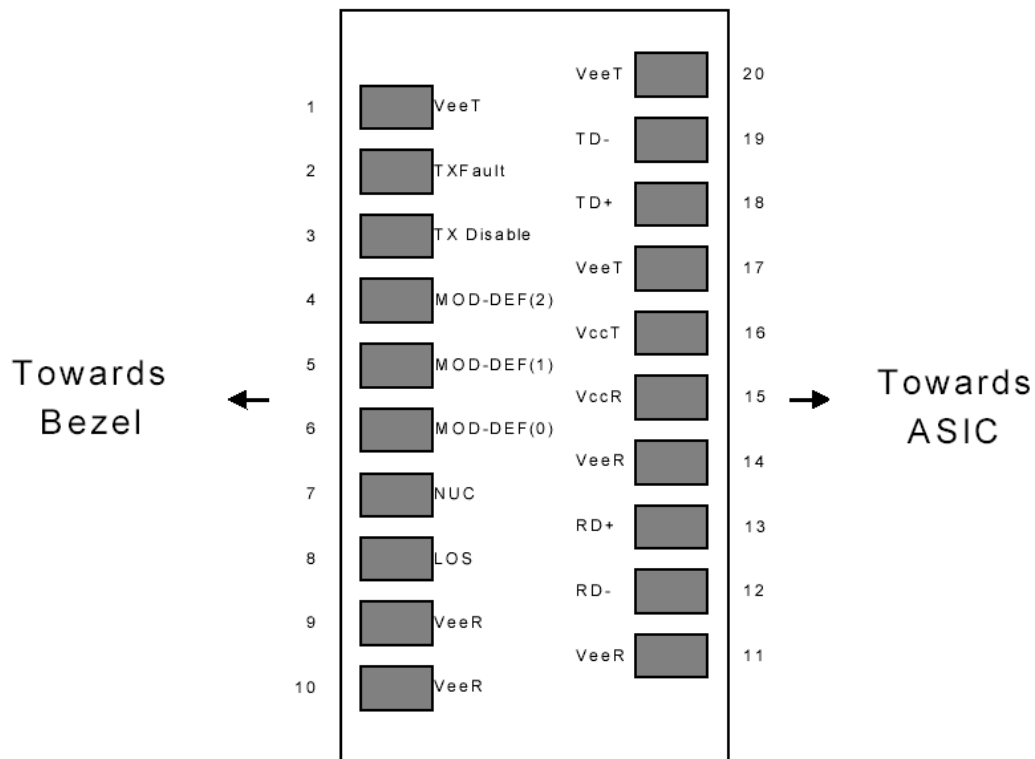 VeeT 20
1 VeeT
TD- 19
2 TXFault
TD+ 18
3 TX Disable
VeeT 17
4 MOD-DEF(2)
VccT 16
5 MOD-DEF(1)
Towards
Bezel
VccR 15
Towards
ASIC
6 MOD-DEF(0)
VeeR 14
7 NUC
RD+ 13
8 LOS
RD- 12
9 VeeR
VeeR 11
10 VeeR